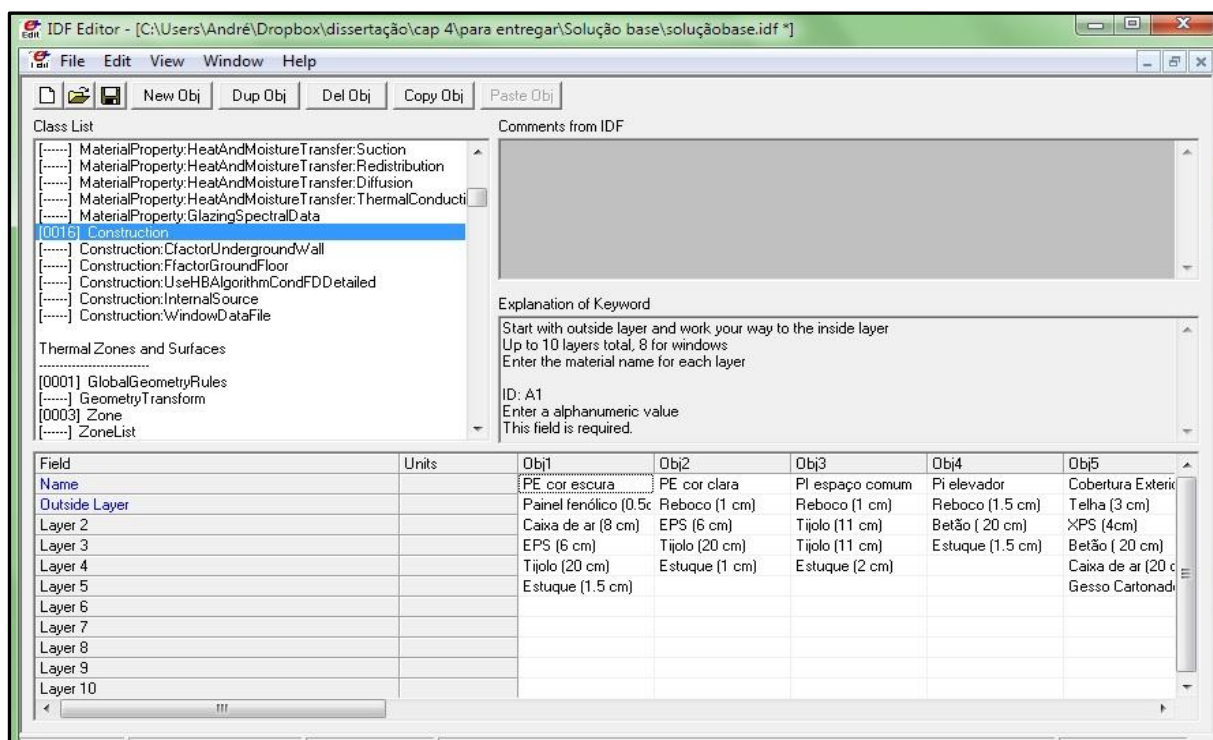 IDF Editor - [C:\Users\André\Dropbox\dissertação\cap 4\para entregar\Solução base\soluçãobase.idf *]
File Edit View Window Help
New Obj Dup Obj Del Obj Copy Obj Paste Obj
Class List
[------] MaterialProperty:HeatAndMoistureTransfer:Suction
[------] MaterialProperty:HeatAndMoistureTransfer:Redistribution
[------] MaterialProperty:HeatAndMoistureTransfer:Diffusion
[------] MaterialProperty:HeatAndMoistureTransfer:ThermalConducti
[------] MaterialProperty:GlazingSpectralData
[0016] Construction
[------] Construction:CfactorUndergroundWall
[------] Construction:FfactorGroundFloor
[------] Construction:UseHBAlgorithmCondFDDetailed
[------] Construction:InternalSource
[------] Construction:WindowDataFile
Thermal Zones and Surfaces
--------------------------
[0001] GlobalGeometryRules
[------] GeometryTransform
[0003] Zone
[------] ZoneList
Comments from IDF
Explanation of Keyword
Start with outside layer and work your way to the inside layer
Up to 10 layers total, 8 for windows
Enter the material name for each layer
ID: A1
Enter a alphanumeric value
This field is required.
Field Units Obj1 Obj2 Obj3 Obj4 Obj5
Name PE cor escura PE cor clara PI espaço comum Pi elevador Cobertura Exteric
Outside Layer Painel fenólico (0.5c Reboco (1 cm) Reboco (1 cm) Reboco (1.5 cm) Telha (3 cm)
Layer 2 Caixa de ar (8 cm) EPS (6 cm) Tijolo (11 cm) Betão ( 20 cm) XPS (4cm)
Layer 3 EPS (6 cm) Tijolo (20 cm) Tijolo (11 cm) Estuque (1.5 cm) Betão ( 20 cm)
Layer 4 Tijolo (20 cm) Estuque (1 cm) Estuque (2 cm) Caixa de ar (20 c
Layer 5 Estuque (1.5 cm) Gesso Cartonad
Layer 6
Layer 7
Layer 8
Layer 9
Layer 10